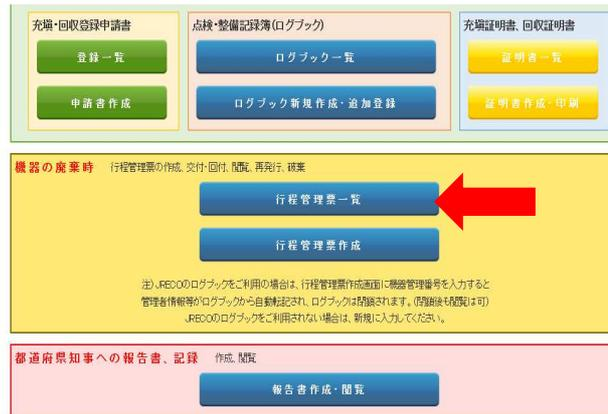 充填・回収登録申請書
点検・整備記録簿(ログブック)
充填証明書、回収証明書
登録一覧
ログブック一覧
証明書一覧
申請書作成
ログブック新規作成・追加登録
証明書作成・印刷
機器の廃棄時 行程管理票の作成、交付・回付、閲覧、再発行、破棄
行程管理票一覧
行程管理票作成
注)JRECOのログブックをご利用の場合は、行程管理票作成画面に機器管理番号を入力すると
管理者情報等がログブックから自動転記され、ログブックは閉鎖されます。(閉鎖後も閲覧は可)
JRECOのログブックをご利用されない場合は、新規に入力してください。
都道府県知事への報告書、記録 作成、閲覧
報告書作成・閲覧